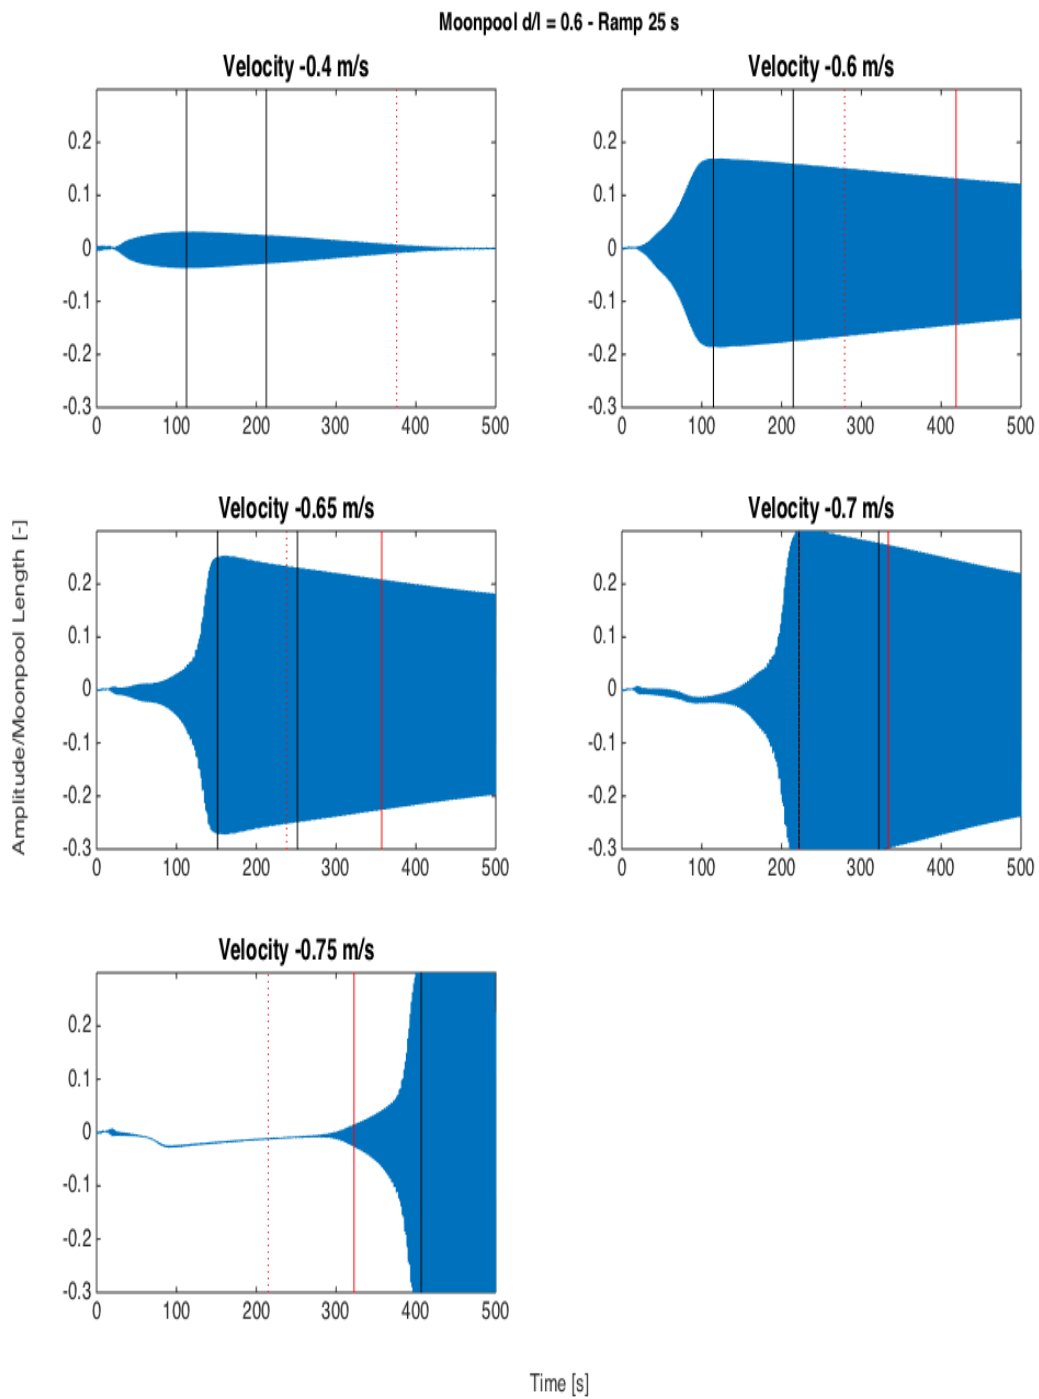 Moonpool d/l = 0.6 - Ramp 25 s
Velocity -0.4 m/s
0.2
0.1
0
-0.1
-0.2
-0.3
0 100 200 300 400 500
Velocity -0.6 m/s
0.2
0.1
0
-0.1
-0.2
-0.3
0 100 200 300 400 500
Amplitude/Moonpool Length [-]
Velocity -0.65 m/s
0.2
0.1
0
-0.1
-0.2
-0.3
0 100 200 300 400 500
Velocity -0.7 m/s
0.2
0.1
0
-0.1
-0.2
-0.3
0 100 200 300 400 500
Velocity -0.75 m/s
0.2
0.1
0
-0.1
-0.2
-0.3
0 100 200 300 400 500
Time [s]